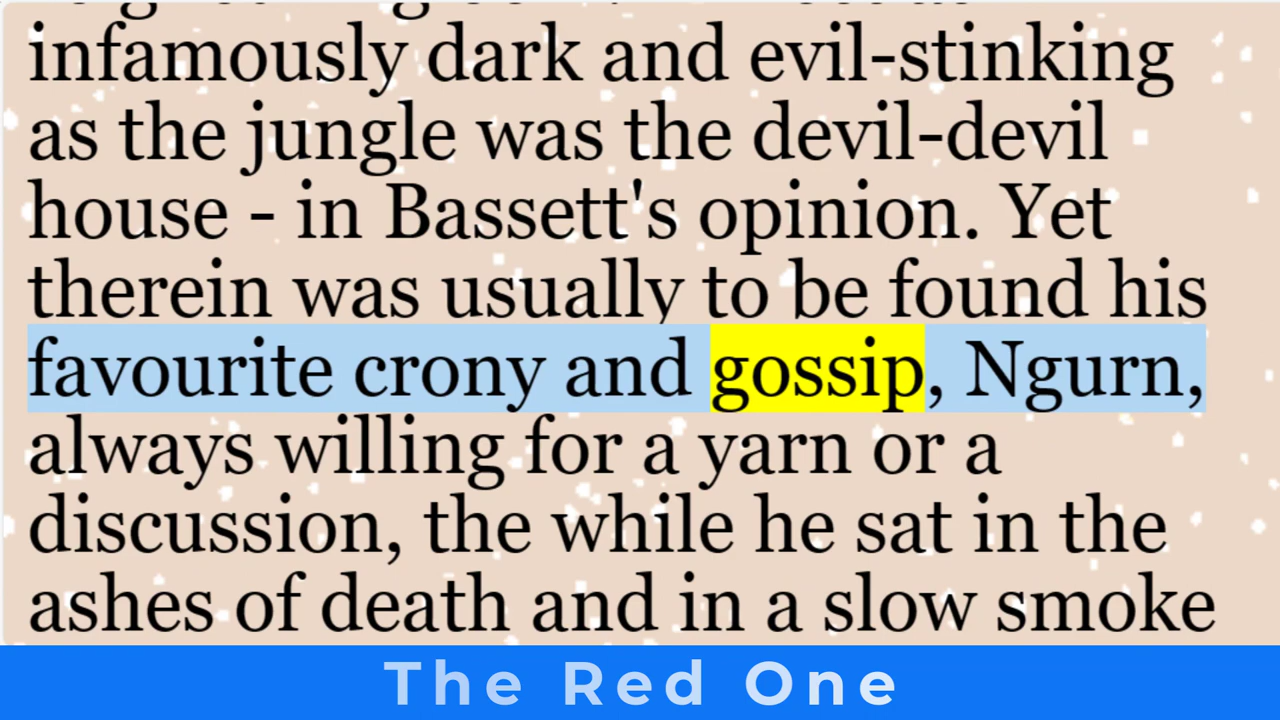 infamously dark and evil-stinking
as the jungle was the devil-devil
house - in Bassett's opinion. Yet
therein was usually to be found his
favourite crony and gossip, Ngurn,
always willing for a yarn or a
discussion, the while he sat in the
ashes of death and in a slow smoke
The Red One